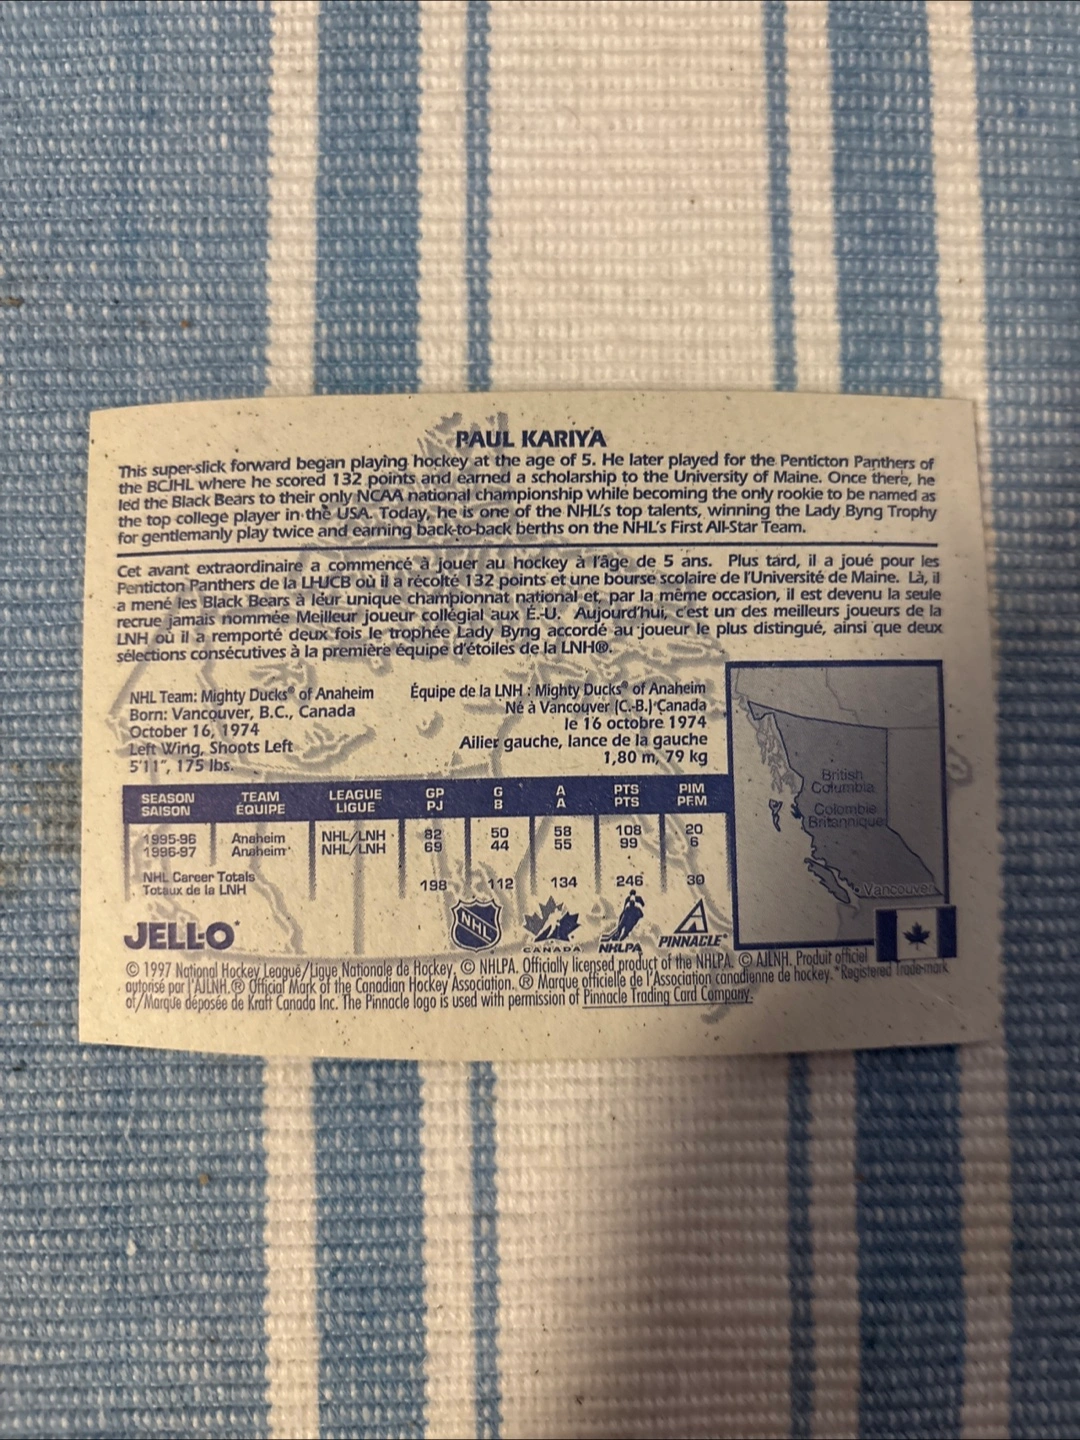 PAUL KARIYA
This super-slick forward began playing hockey at the age of 5. He later played for the Penticton Panthers of
the BCJHL where he scored 132 points and earned a scholarship to the University of Maine. Once there, he
led the Black Bears to their only NCAA national championship while becoming the only rookie to be named as
the top college player in the USA. Today, he is one of the NHL's top talents, winning the Lady Byng Trophy
for gentlemanly play twice and earning back-to-back berths on the NHL's First All-Star Team.
Cet avant extraordinaire a commencé à jouer au hockey à l'âge de 5 ans. Plus tard, il a joué pour les
Penticton Panthers de la LHJCB où il a récolté 132 points et une bourse scolaire de l'Université de Maine. Là, il
a mené les Black Bears à leur unique championnat national et, par la même occasion, il est devenu la seule
recrue jamais nommée Meilleur joueur collégial aux É.-U. Aujourd'hui, c'est un des meilleurs joueurs de la
LNH où il a remporté deux fois le trophée Lady Byng accordé au joueur le plus distingué, ainsi que deux
sélections consécutives à la première équipe d'étoiles de la LNH®.
NHL Team: Mighty Ducks® of Anaheim
Born: Vancouver, B.C., Canada
October 16, 1974
Left Wing, Shoots Left
5'11", 175 lbs.
Équipe de la LNH : Mighty Ducks® of Anaheim
Né à Vancouver (C.-B.) Canada
le 16 octobre 1974
Ailier gauche, lance de la gauche
1,80 m, 79 kg
SEASON TEAM LEAGUE GP G A PTS PIM
SAISON ÉQUIPE LIGUE PJ B A PTS PEM
1995-96 Anaheim NHL/LNH 82 50 58 108 20
1996-97 Anaheim NHL/LNH 69 44 55 99 6
NHL Career Totals
Totaux de la LNH 198 112 134 246 30
British
Columbia
Colombie
Britannique
Vancouver
JELL-O*
NHL
CANADA
NHLPA
PINNACLE*
© 1997 National Hockey League/Ligue Nationale de Hockey. © NHLPA. Officially licensed product of the NHLPA. © AJLNH. Produit officiel
autorisé par l'AJLNH.® Official Mark of the Canadian Hockey Association. ® Marque officielle de l'Association canadienne de hockey. *Registered Trade-mark
of/Marque déposée de Kraft Canada Inc. The Pinnacle logo is used with permission of Pinnacle Trading Card Company.